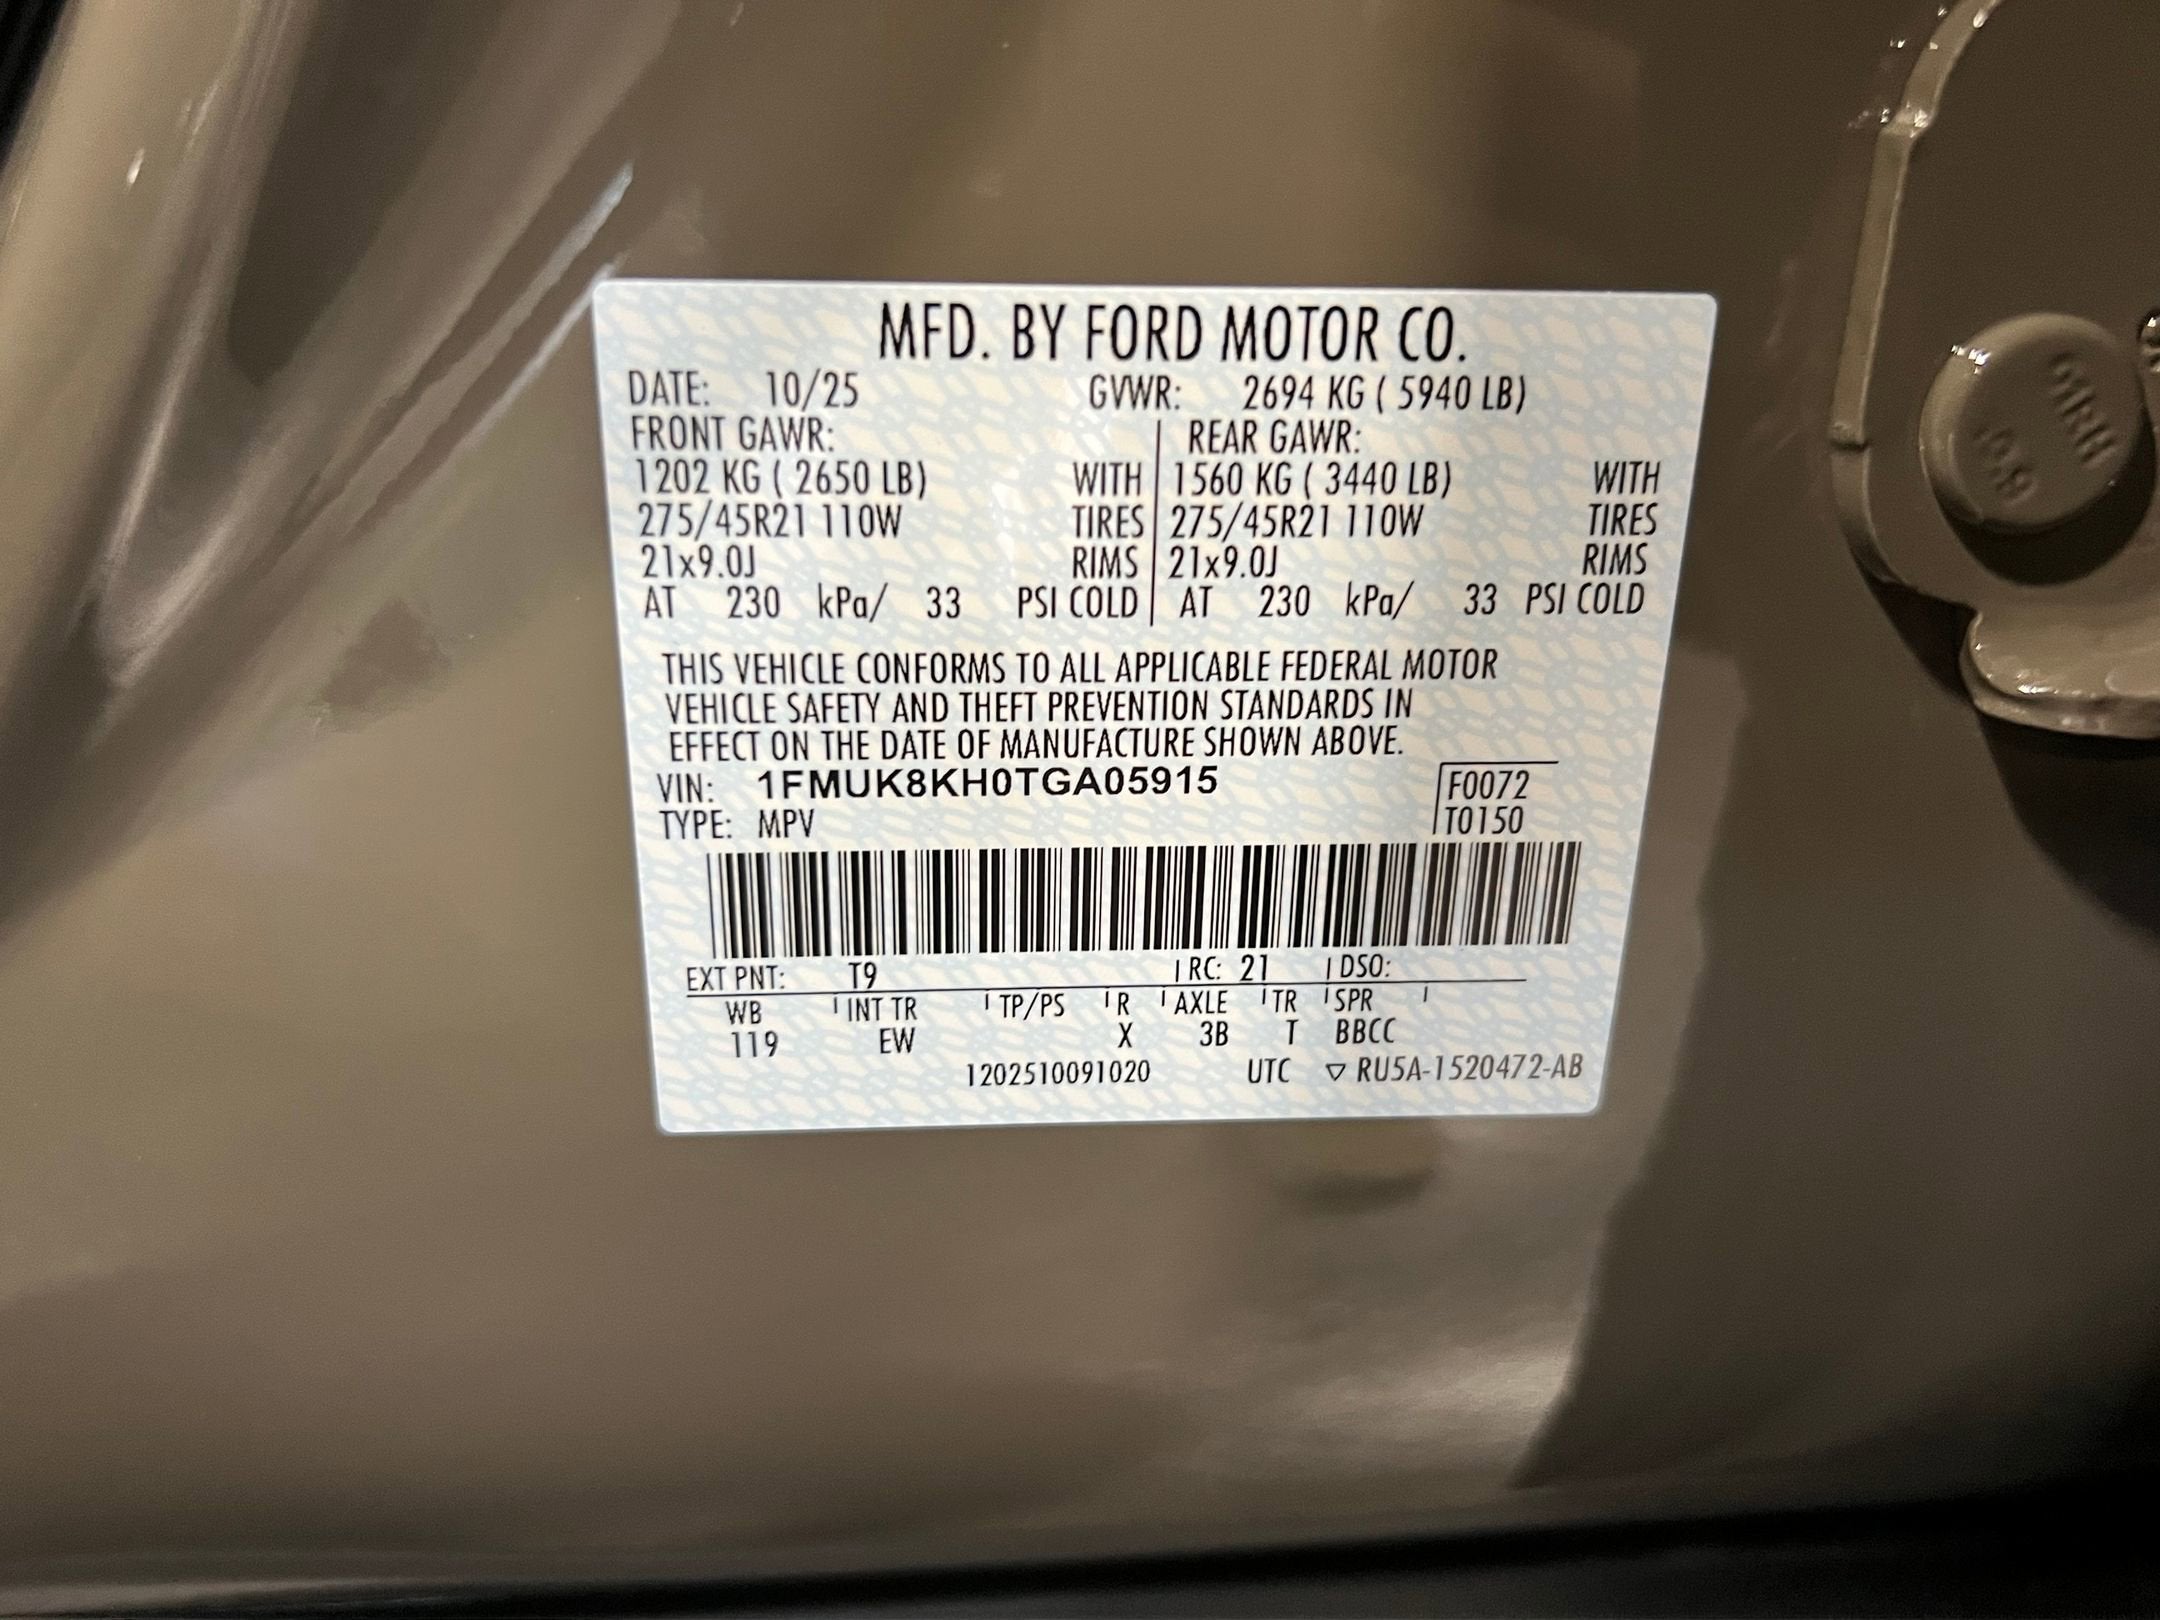 MFD. BY FORD MOTOR CO.
DATE: 10/25 GVWR: 2694 KG ( 5940 LB)
FRONT GAWR: REAR GAWR:
1202 KG ( 2650 LB) WITH 1560 KG ( 3440 LB) WITH
275/45R21 110W TIRES 275/45R21 110W TIRES
21x9.0J RIMS 21x9.0J RIMS
AT 230 kPa/ 33 PSI COLD AT 230 kPa/ 33 PSI COLD
THIS VEHICLE CONFORMS TO ALL APPLICABLE FEDERAL MOTOR
VEHICLE SAFETY AND THEFT PREVENTION STANDARDS IN
EFFECT ON THE DATE OF MANUFACTURE SHOWN ABOVE.
VIN: 1FMUK8KH0TGA05915 F0072
TYPE: MPV T0150
EXT PNT: T9 RC: 21 DSO:
WB INT TR TP/PS R AXLE TR SPR
119 EW X 3B T BBCC
1202510091020 UTC ▽ RU5A-1520472-AB